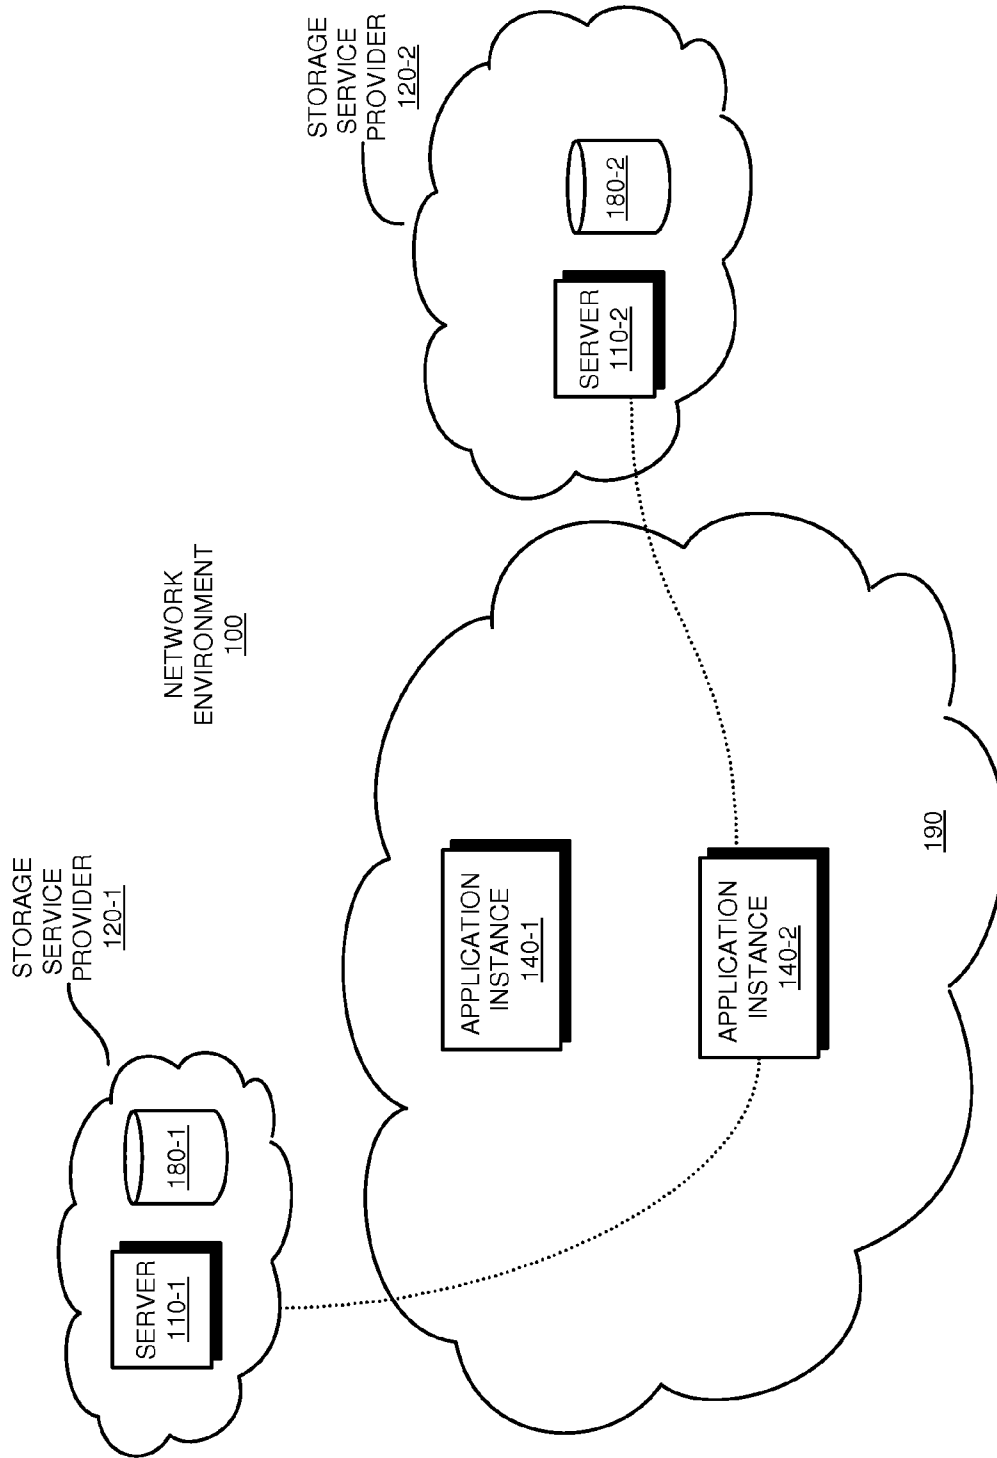 STORAGE
SERVICE
PROVIDER
120-1
SERVER
110-1
180-1
NETWORK
ENVIRONMENT
100
STORAGE
SERVICE
PROVIDER
120-2
SERVER
110-2
180-2
APPLICATION
INSTANCE
140-1
APPLICATION
INSTANCE
140-2
190